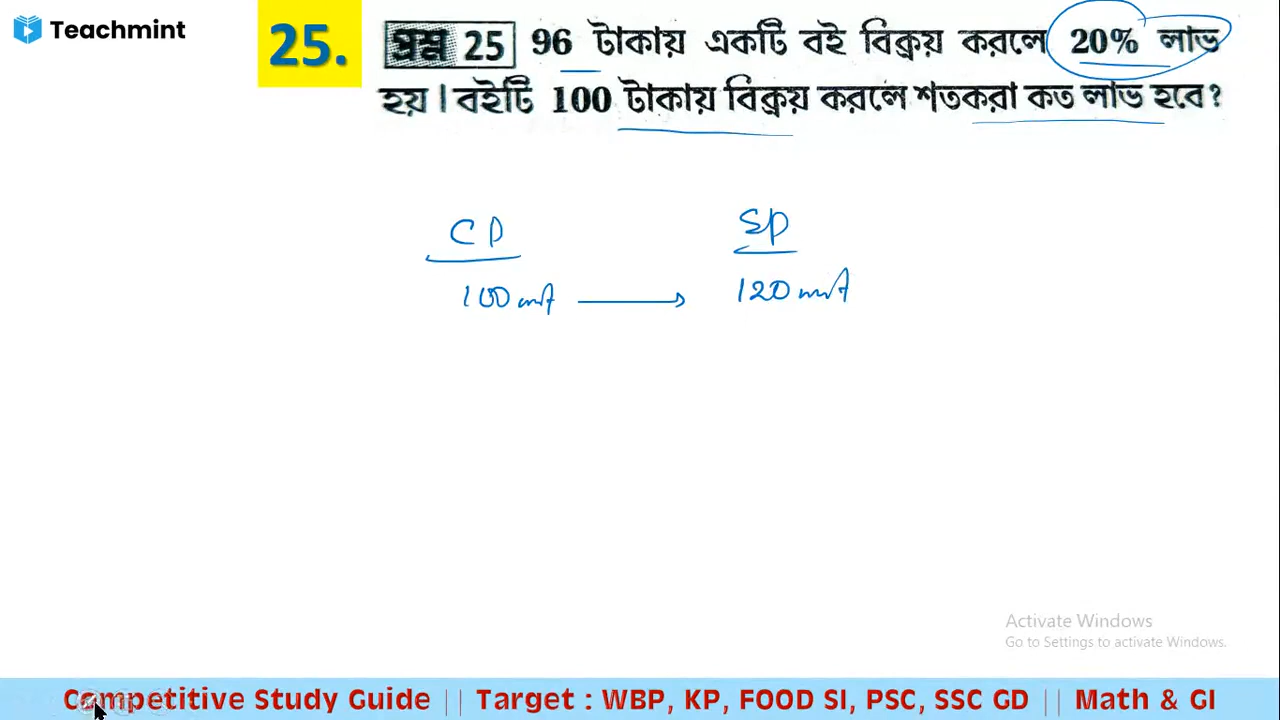 Teachmint
25.
প্রশ্ন 25 96 টাকায় একটি বই বিক্রয় করলে 20% লাভ
হয়। বইটি 100 টাকায় বিক্রয় করলে শতকরা কত লাভ হবে?
CP SP
100 unit 120 unit
Activate Windows
Go to Settings to activate Windows.
Competitive Study Guide || Target : WBP, KP, FOOD SI, PSC, SSC GD || Math & GI